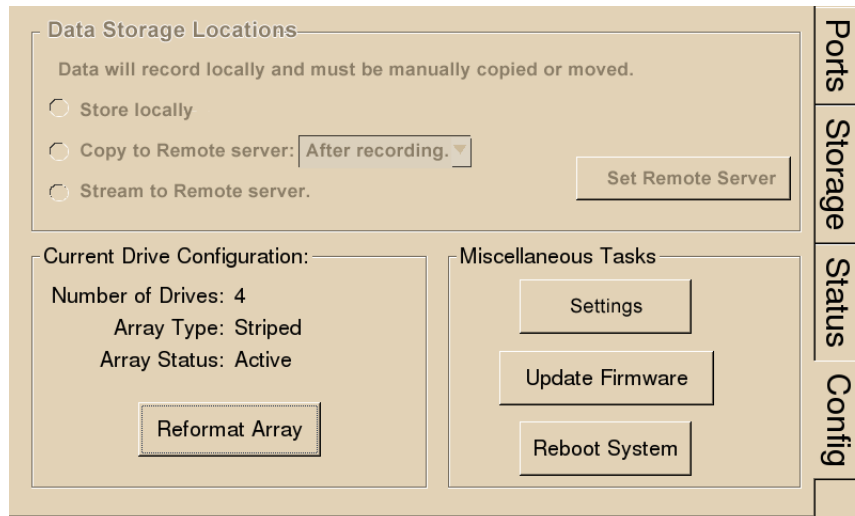 Data Storage Locations
Data will record locally and must be manually copied or moved.
Store locally
Copy to Remote server: After recording.
Stream to Remote server.
Set Remote Server
Current Drive Configuration:
Number of Drives: 4
Array Type: Striped
Array Status: Active
Reformat Array
Miscellaneous Tasks
Settings
Update Firmware
Reboot System
Ports
Storage
Status
Config